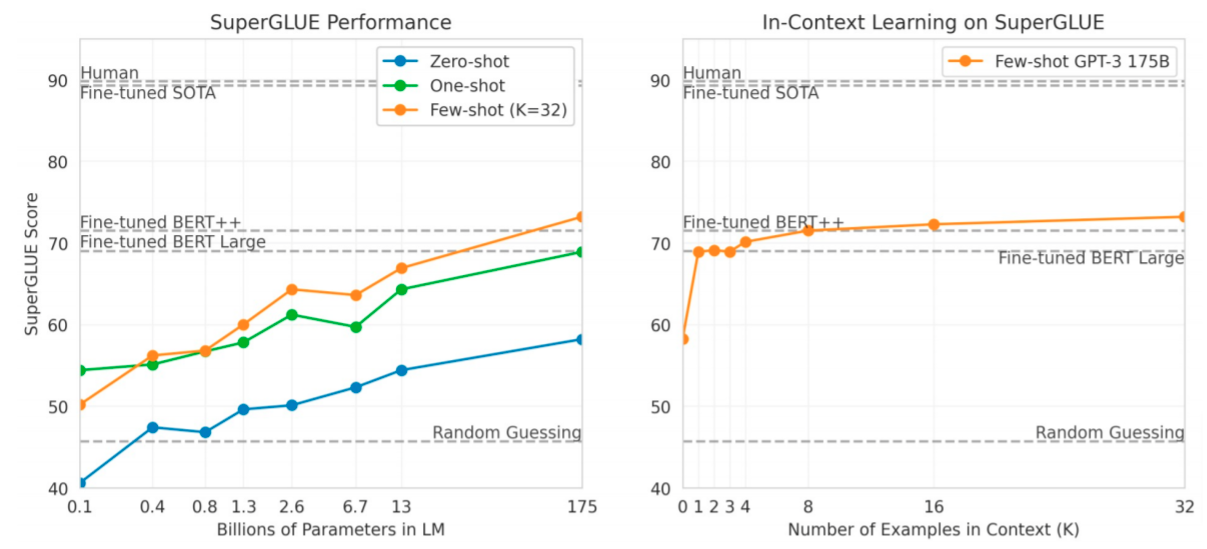 SuperGLUE Performance
Zero-shot
One-shot
Few-shot (K=32)
Human
Fine-tuned SOTA
Fine-tuned BERT++
Fine-tuned BERT Large
Random Guessing
SuperGLUE Score
90
80
70
60
50
40
0.1 0.4 0.8 1.3 2.6 6.7 13 175
Billions of Parameters in LM
In-Context Learning on SuperGLUE
Few-shot GPT-3 175B
Human
Fine-tuned SOTA
Fine-tuned BERT++
Fine-tuned BERT Large
Random Guessing
90
80
70
60
50
40
0 1 2 3 4 8 16 32
Number of Examples in Context (K)